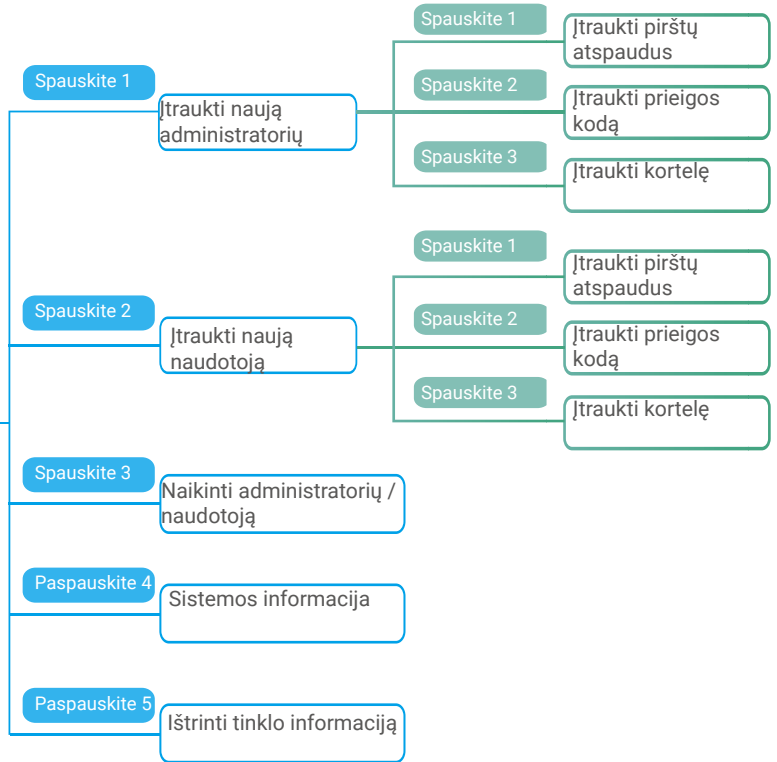 Spauskite 1
Įtraukti naują
administratorių
Spauskite 1
Įtraukti pirštų
atspaudus
Spauskite 2
Įtraukti prieigos
kodą
Spauskite 3
Įtraukti kortelę
Spauskite 2
Įtraukti naują
naudotoją
Spauskite 1
Įtraukti pirštų
atspaudus
Spauskite 2
Įtraukti prieigos
kodą
Spauskite 3
Įtraukti kortelę
Spauskite 3
Naikinti administratorių /
naudotoją
Paspauskite 4
Sistemos informacija
Paspauskite 5
Ištrinti tinklo informaciją